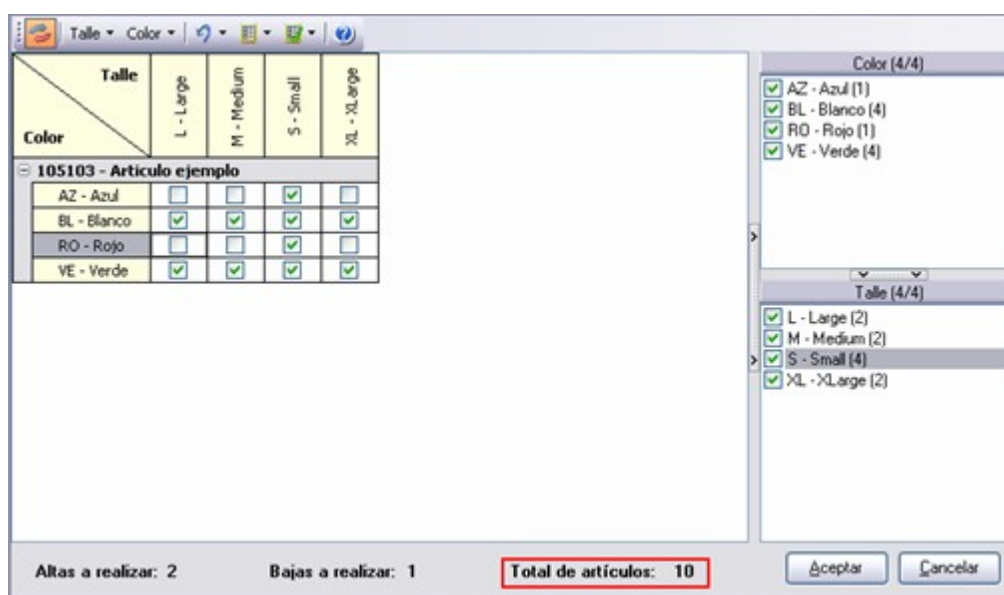 Talle Color
Talle
Color
L - Large
M - Medium
S - Small
XL - XLarge
105103 - Artículo ejemplo
AZ - Azul
BL - Blanco
RO - Rojo
VE - Verde
Color (4/4)
AZ - Azul (1)
BL - Blanco (4)
RO - Rojo (1)
VE - Verde (4)
Talle (4/4)
L - Large (2)
M - Medium (2)
S - Small (4)
XL - XLarge (2)
Altas a realizar: 2 Bajas a realizar: 1 Total de artículos: 10
Aceptar Cancelar